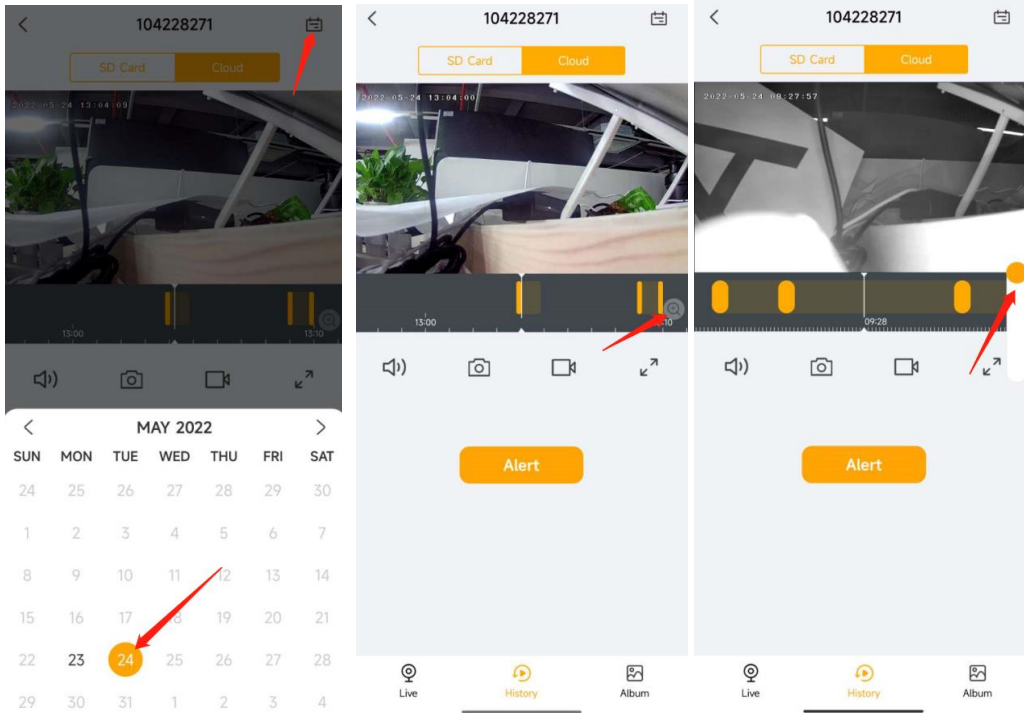 104228271
SD Card Cloud
2022-05-24 13:04:09
13:00 13:10
MAY 2022
SUN MON TUE WED THU FRI SAT
24 25 26 27 28 29 30
1 2 3 4 5 6 7
8 9 10 11 12 13 14
15 16 17 18 19 20 21
22 23 24 25 26 27 28
29 30 31 1 2 3 4
104228271
SD Card Cloud
2022-05-24 13:04:00
13:00 :10
Alert
Live History Album
104228271
SD Card Cloud
2022-05-24 09:27:57
09:28
Alert
Live History Album